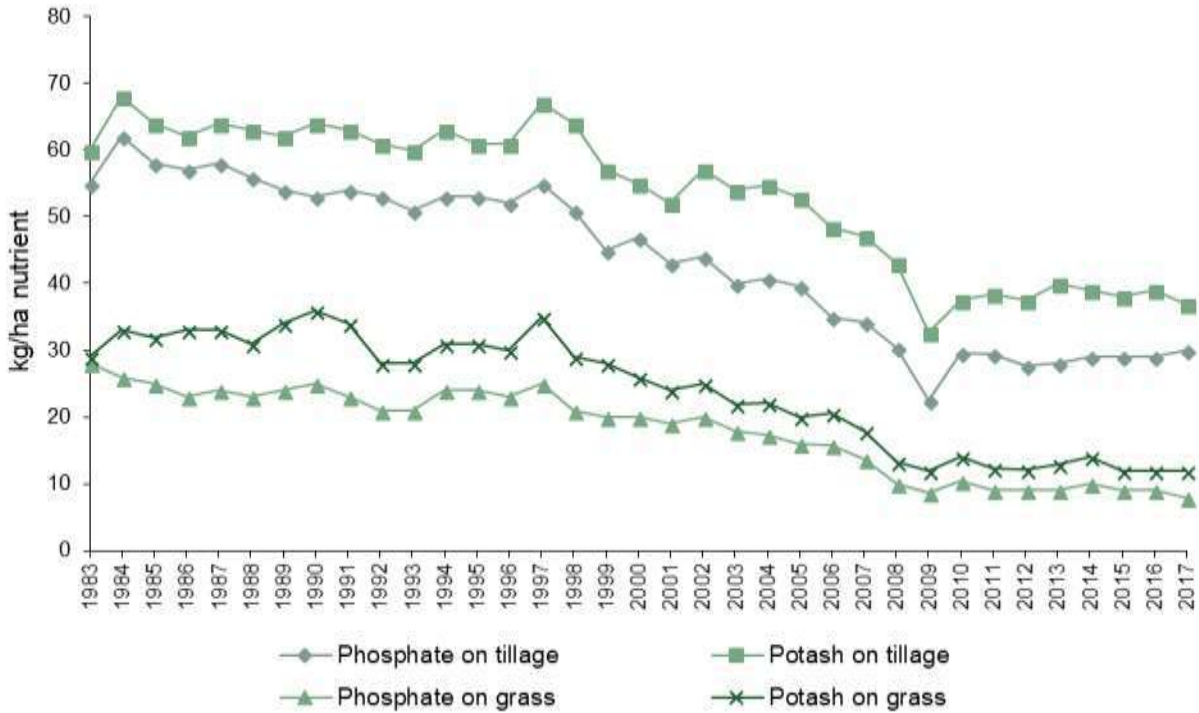 80
70
60
50
40
30
20
10
0
kg/ha nutrient
1983 1984 1985 1986 1987 1988 1989 1990 1991 1992 1993 1994 1995 1996 1997 1998 1999 2000 2001 2002 2003 2004 2005 2006 2007 2008 2009 2010 2011 2012 2013 2014 2015 2016 2017
Phosphate on tillage Potash on tillage
Phosphate on grass Potash on grass